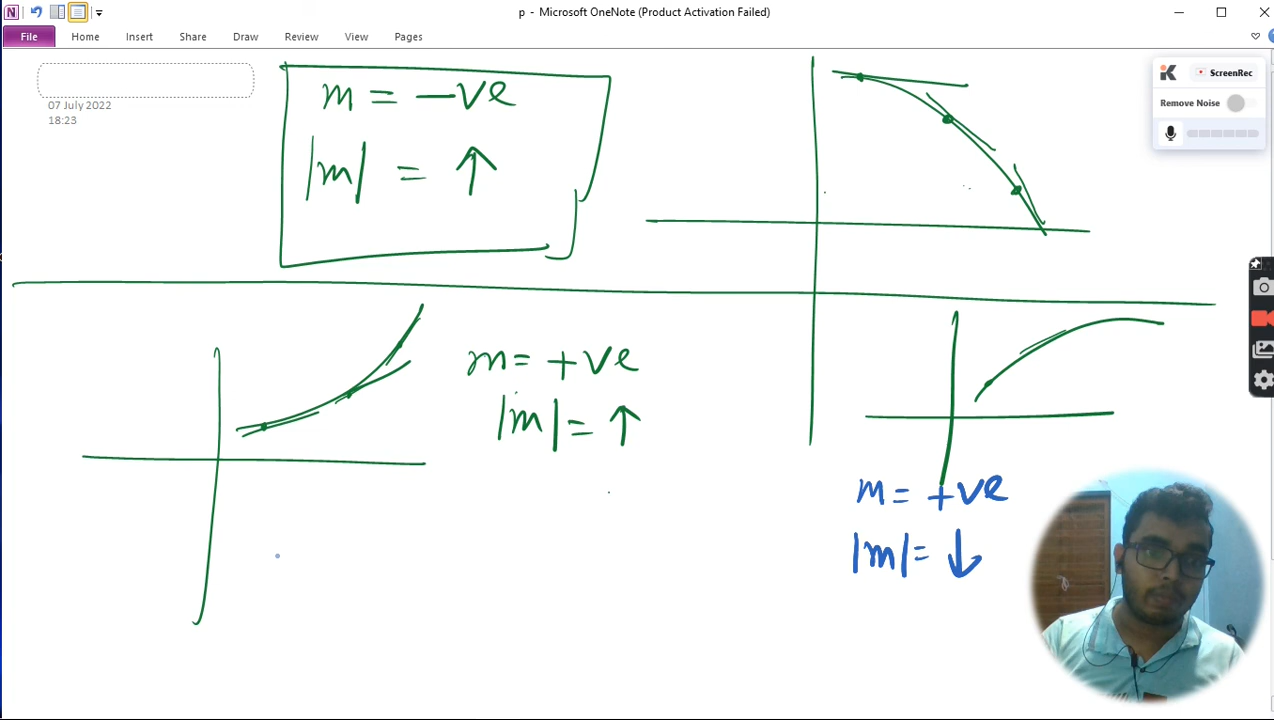 p - Microsoft OneNote (Product Activation Failed)
File Home Insert Share Draw Review View Pages
ScreenRec
Remove Noise
07 July 2022
18:23
m = -ve
|m| = ↑
m = +ve
|m| = ↑
m = +ve
|m| = ↓